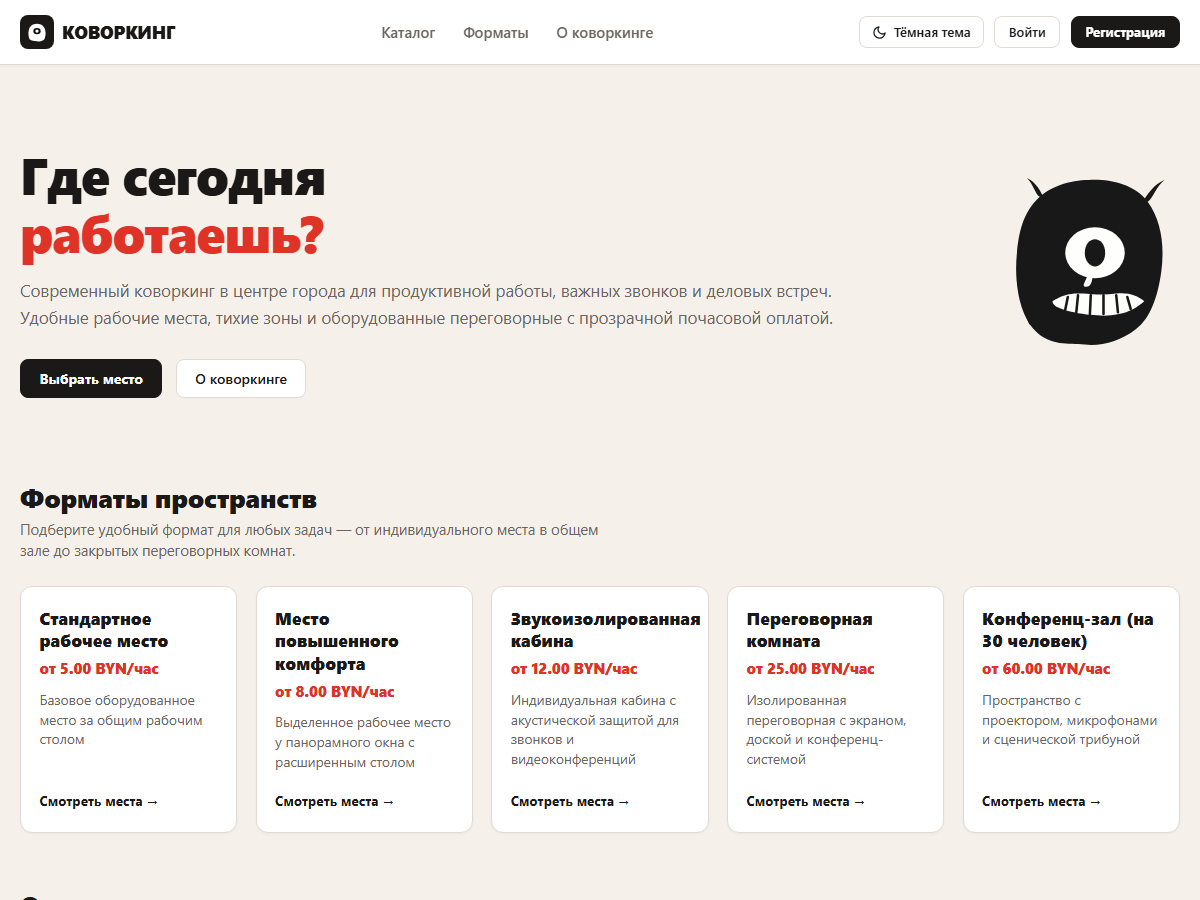 КОВОРКИНГ
Каталог
Форматы
О коворкинге
Тёмная тема
Войти
Регистрация
Где сегодня
работаешь?
Современный коворкинг в центре города для продуктивной работы, важных звонков и деловых встреч.
Удобные рабочие места, тихие зоны и оборудованные переговорные с прозрачной почасовой оплатой.
Выбрать место
О коворкинге
Форматы пространств
Подберите удобный формат для любых задач — от индивидуального места в общем
зале до закрытых переговорных комнат.
Стандартное
рабочее место
от 5.00 BYN/час
Базовое оборудованное
место за общим рабочим
столом
Смотреть места →
Место
повышенного
комфорта
от 8.00 BYN/час
Выделенное рабочее место
у панорамного окна с
расширенным столом
Смотреть места →
Звукоизолированная
кабина
от 12.00 BYN/час
Индивидуальная кабина с
акустической защитой для
звонков и
видеоконференций
Смотреть места →
Переговорная
комната
от 25.00 BYN/час
Изолированная
переговорная с экраном,
доской и конференц-
системой
Смотреть места →
Конференц-зал (на
30 человек)
от 60.00 BYN/час
Пространство с
проектором, микрофонами
и сценической трибуной
Смотреть места →